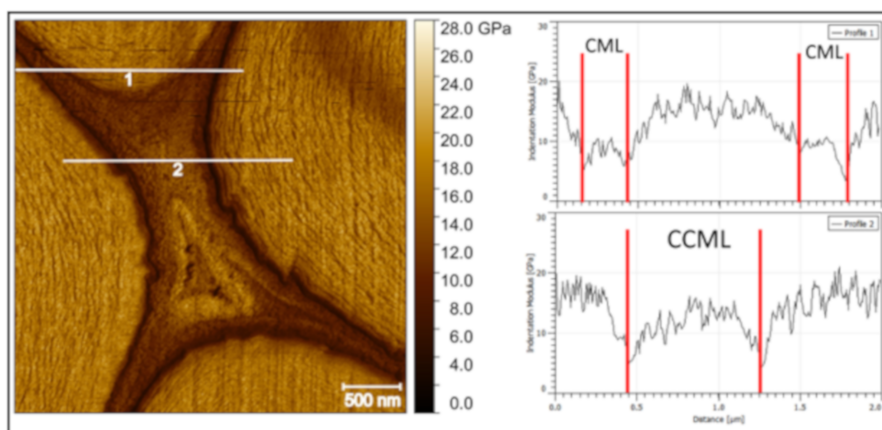 1
2
500 nm
28.0 GPa
26.0
24.0
22.0
20.0
18.0
16.0
14.0
12.0
10.0
8.0
6.0
4.0
0.0
Profile 1
CML
CML
Indentation Modulus [GPa]
30
20
10
0
Profile 2
CCML
Indentation Modulus [GPa]
30
20
10
0
0.0
0.5
1.0
1.5
2.0
Distance [µm]